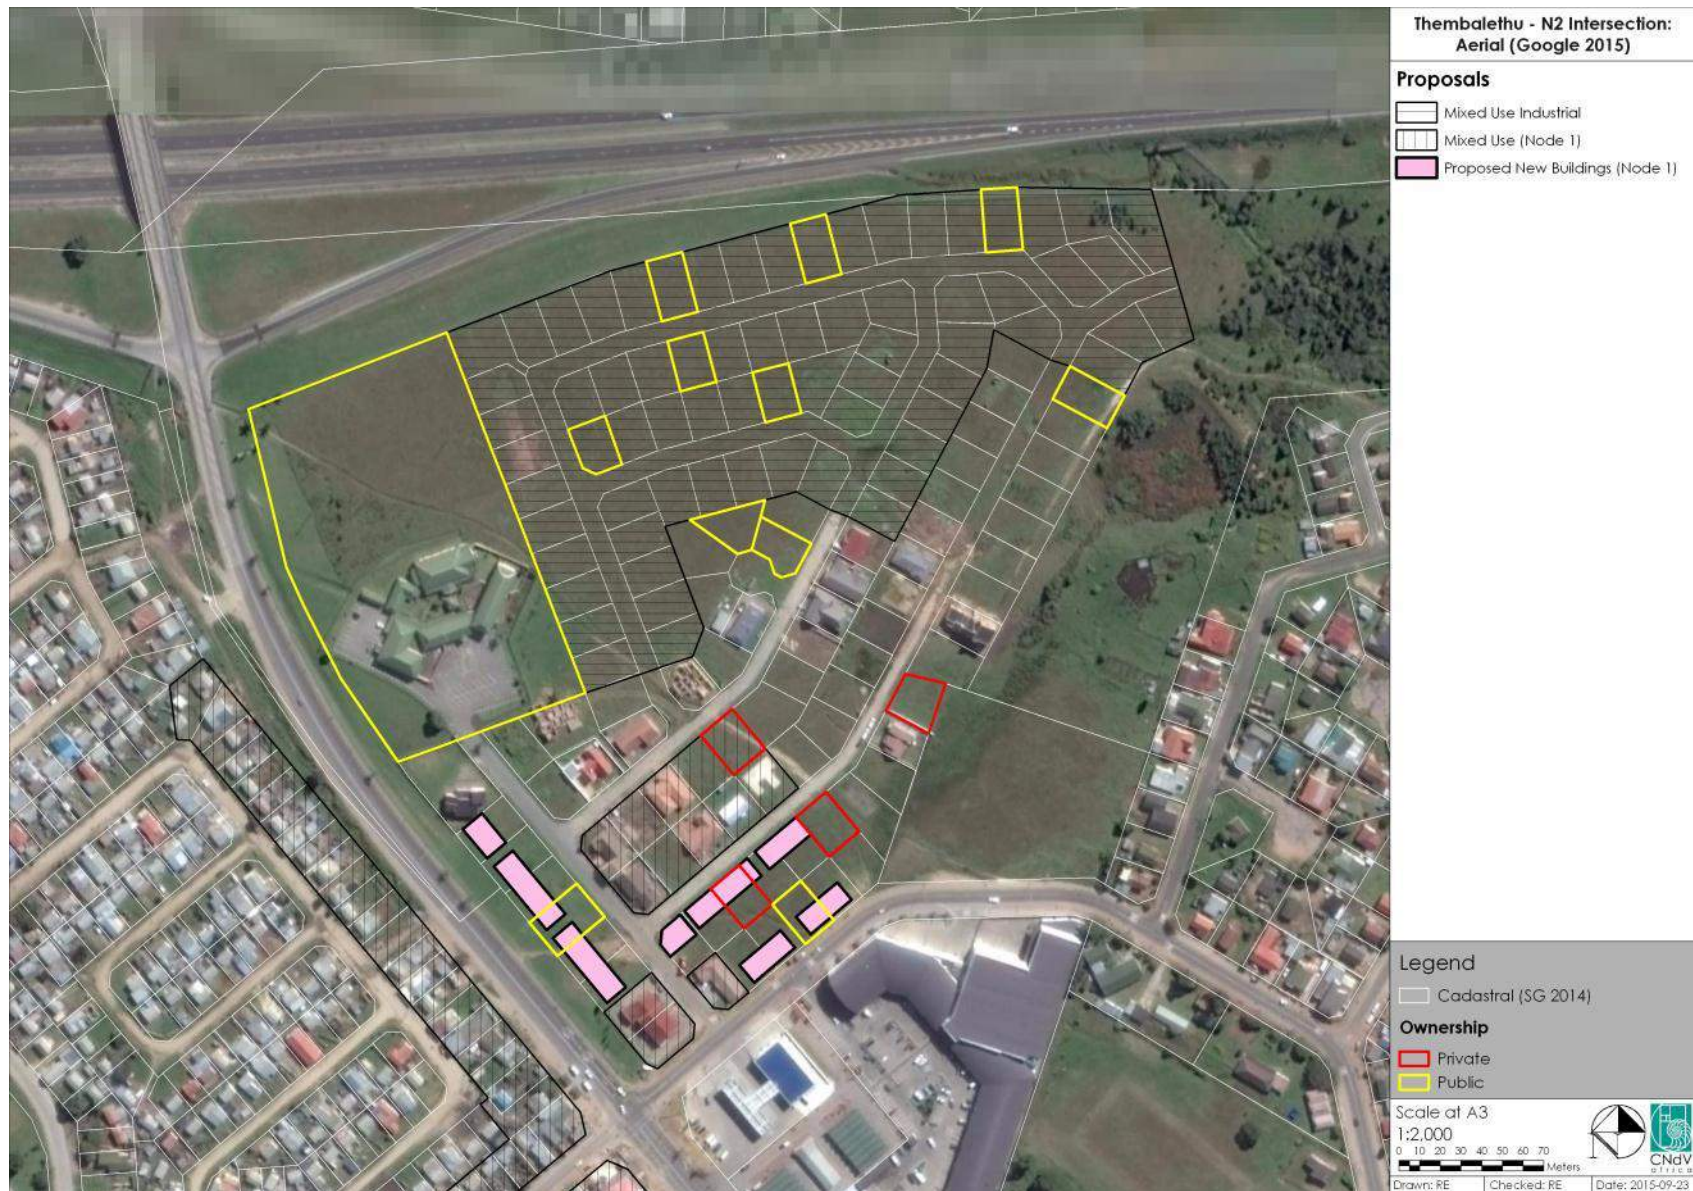 Thembalethu - N2 Intersection:
Aerial (Google 2015)
Proposals
Mixed Use Industrial
Mixed Use (Node 1)
Proposed New Buildings (Node 1)
Legend
Cadastral (SG 2014)
Ownership
Private
Public
Scale at A3
1:2,000
0 10 20 30 40 50 60 70
Meters
CNdV
africa
Drawn: RE Checked: RE Date: 2015-09-23